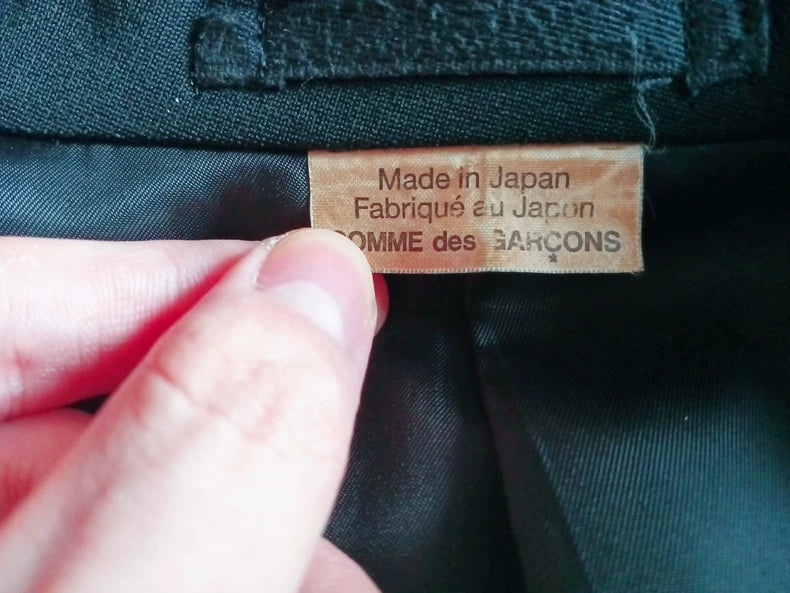 Made in Japan
Fabriqué au Japon
COMME des GARÇONS